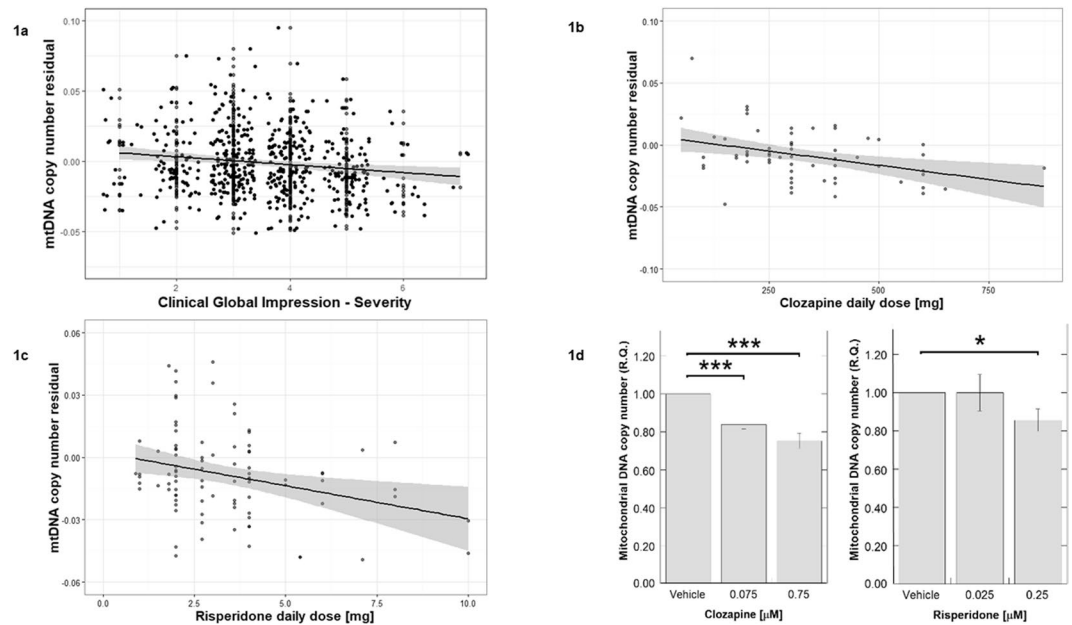 1a
mtDNA copy number residual
0.10
0.05
0.00
-0.05
2
4
6
Clinical Global Impression - Severity
1b
mtDNA copy number residual
0.10
0.05
0.00
-0.05
-0.10
250
500
750
Clozapine daily dose [mg]
1c
mtDNA copy number residual
0.06
0.03
0.00
-0.03
-0.06
0.0
2.5
5.0
7.5
10.0
Risperidone daily dose [mg]
1d
Mitochondrial DNA copy number (R.Q.)
1.20
1.00
0.80
0.60
0.40
0.20
0.00
***
***
Vehicle
0.075
0.75
Clozapine [µM]
Mitochondrial DNA copy number (R.Q.)
1.20
1.00
0.80
0.60
0.40
0.20
0.00
*
Vehicle
0.025
0.25
Risperidone [µM]